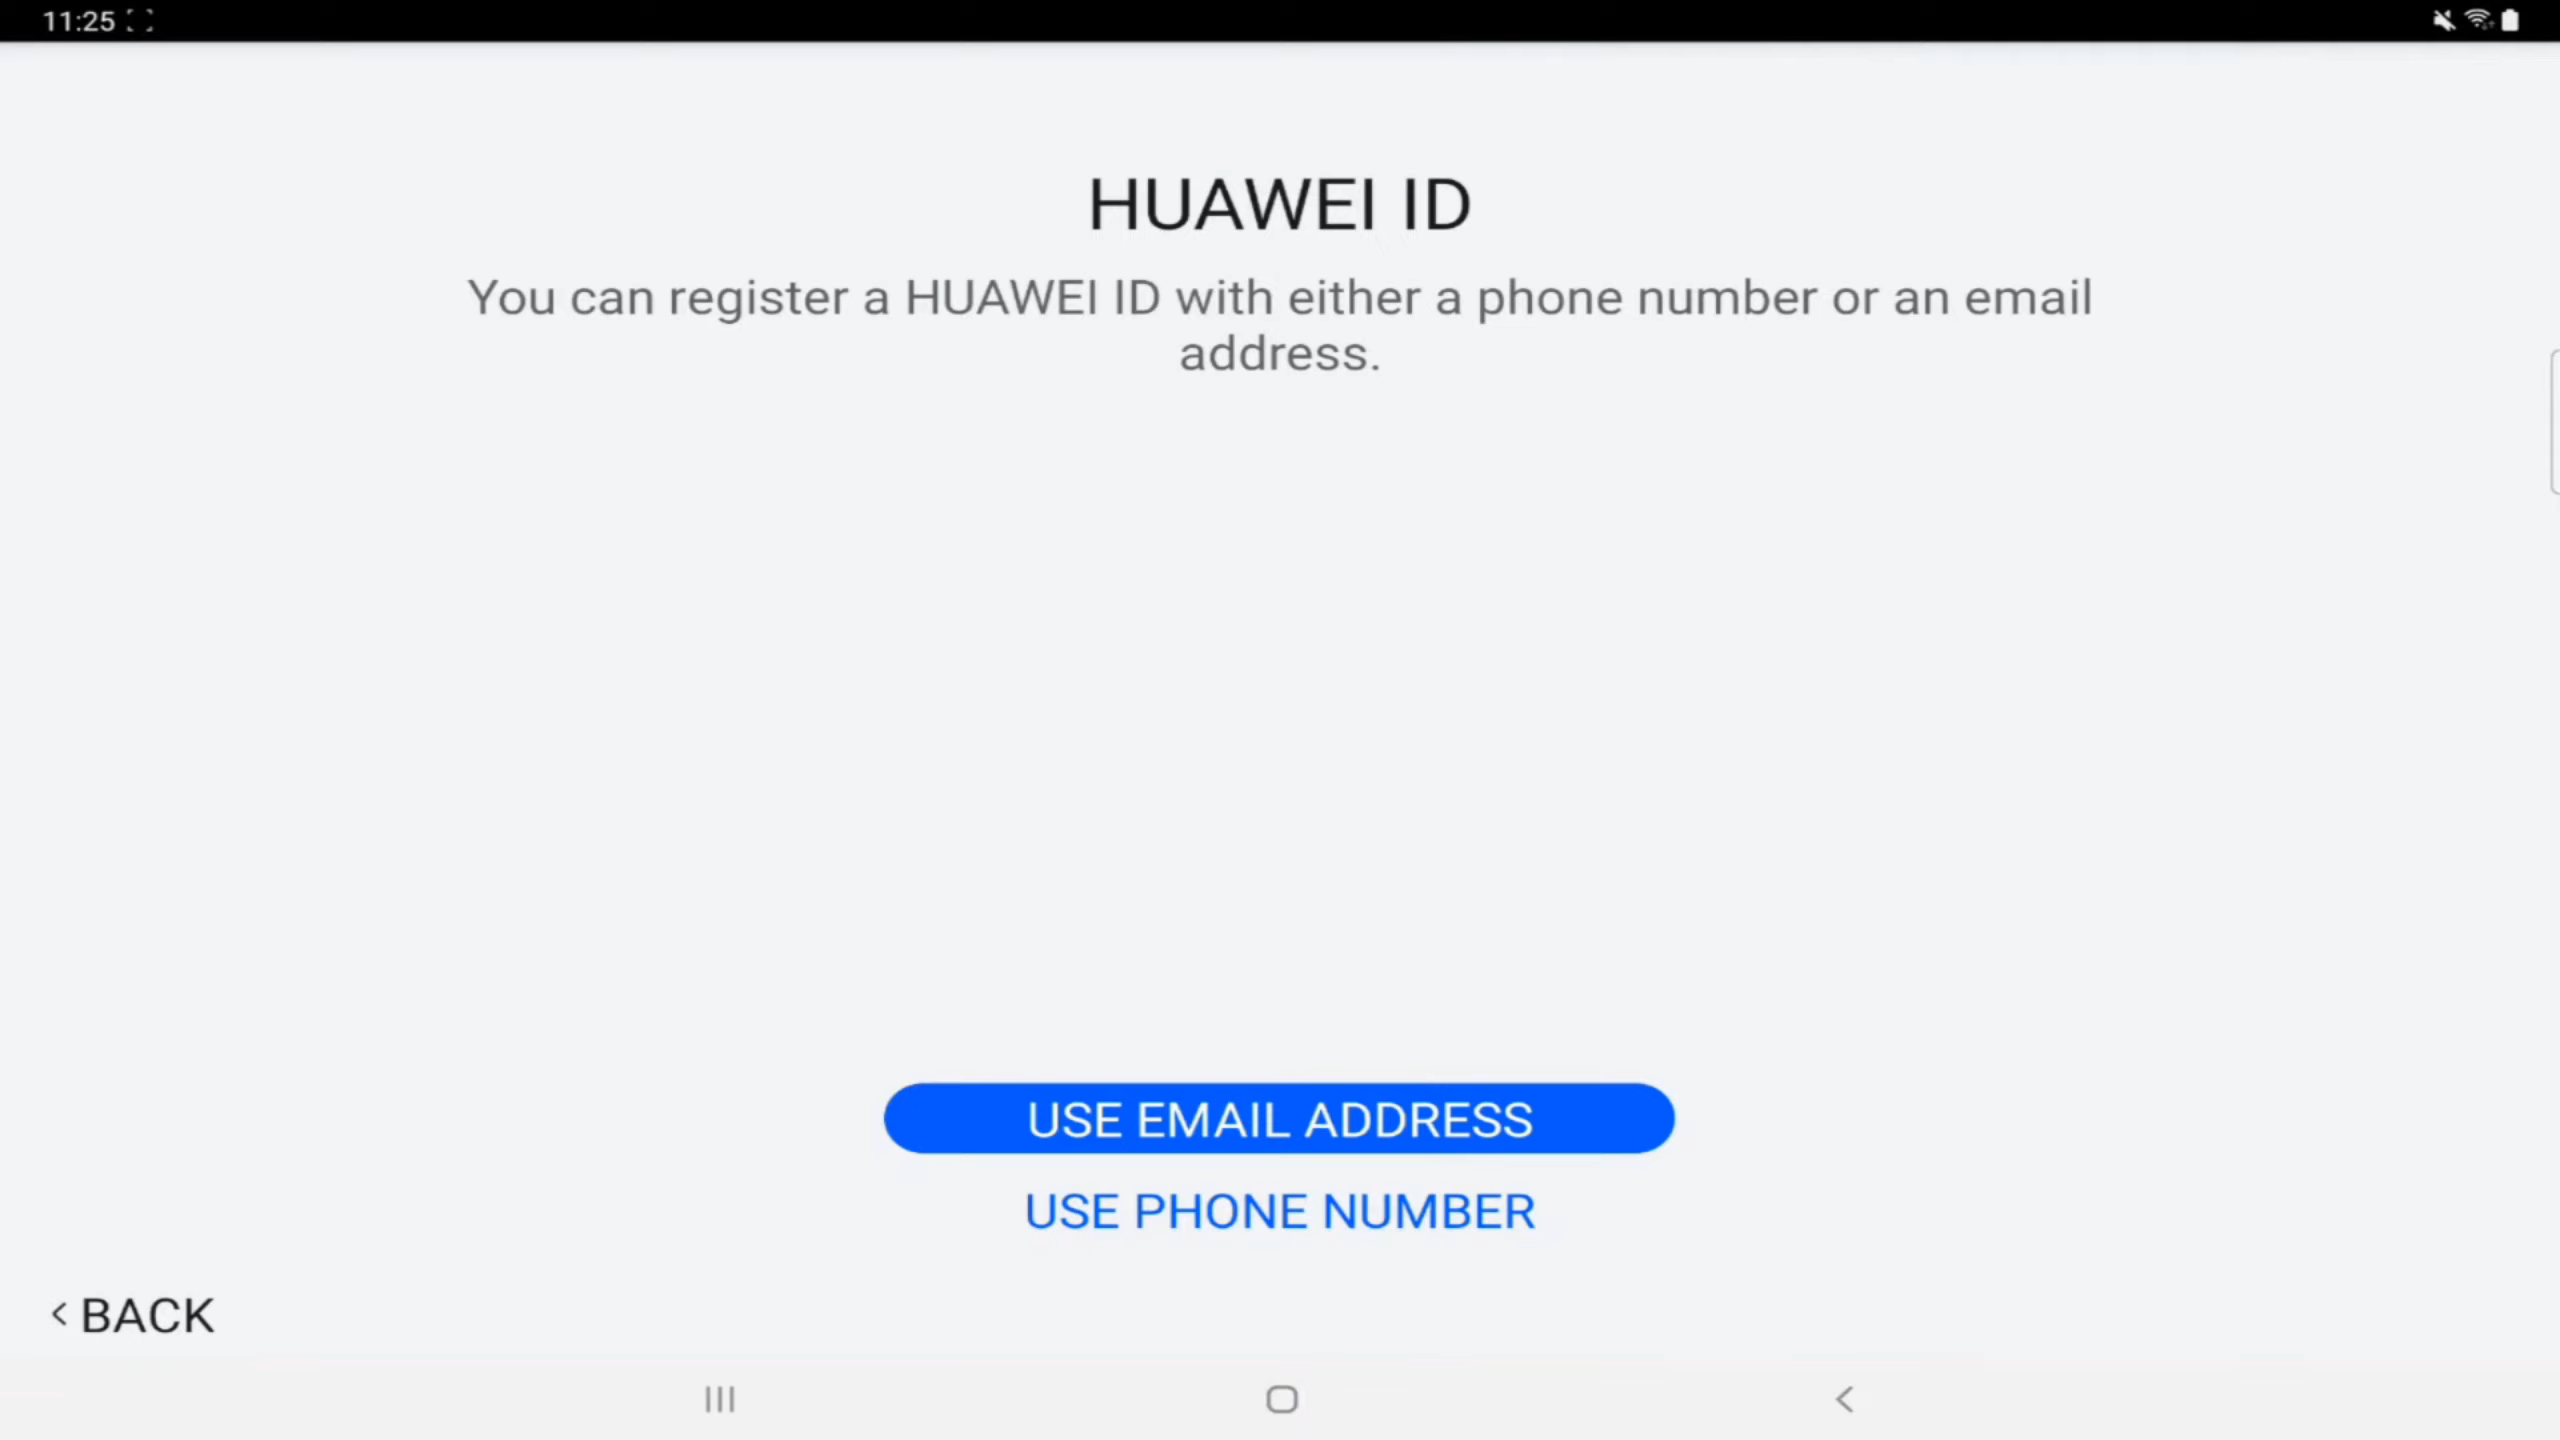 11:25
HUAWEI ID
You can register a HUAWEI ID with either a phone number or an email
address.
USE EMAIL ADDRESS
USE PHONE NUMBER
BACK